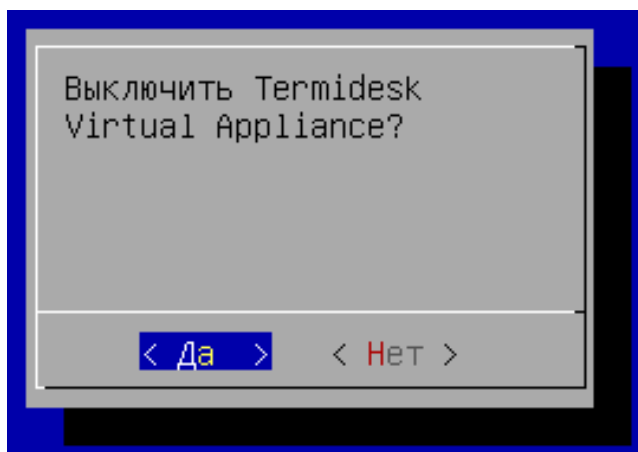 Выключить Termidesk
Virtual Appliance?
< Да > < Нет >